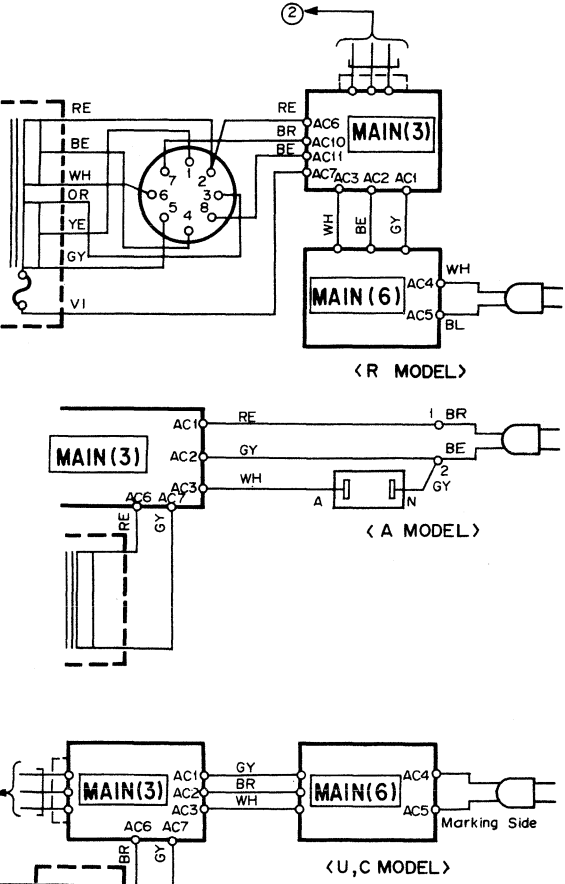 2
RE
BE
WH
OR
YE
GY
VI
1
2
3
4
5
6
7
8
RE
BR
BE
AC6
AC10
AC11
AC7
MAIN(3)
AC3 AC2 AC1
WH
BE
GY
MAIN(6)
AC4
AC5
WH
BL
<R MODEL>
MAIN(3)
AC1
AC2
AC3
AC6 AC7
RE
GY
WH
1 BR
BE
2
GY
A
N
RE
GY
<A MODEL>
MAIN(3)
AC1
AC2
AC3
AC6 AC7
GY
BR
WH
MAIN(6)
AC4
AC5
Marking Side
BR
GY
<U,C MODEL>